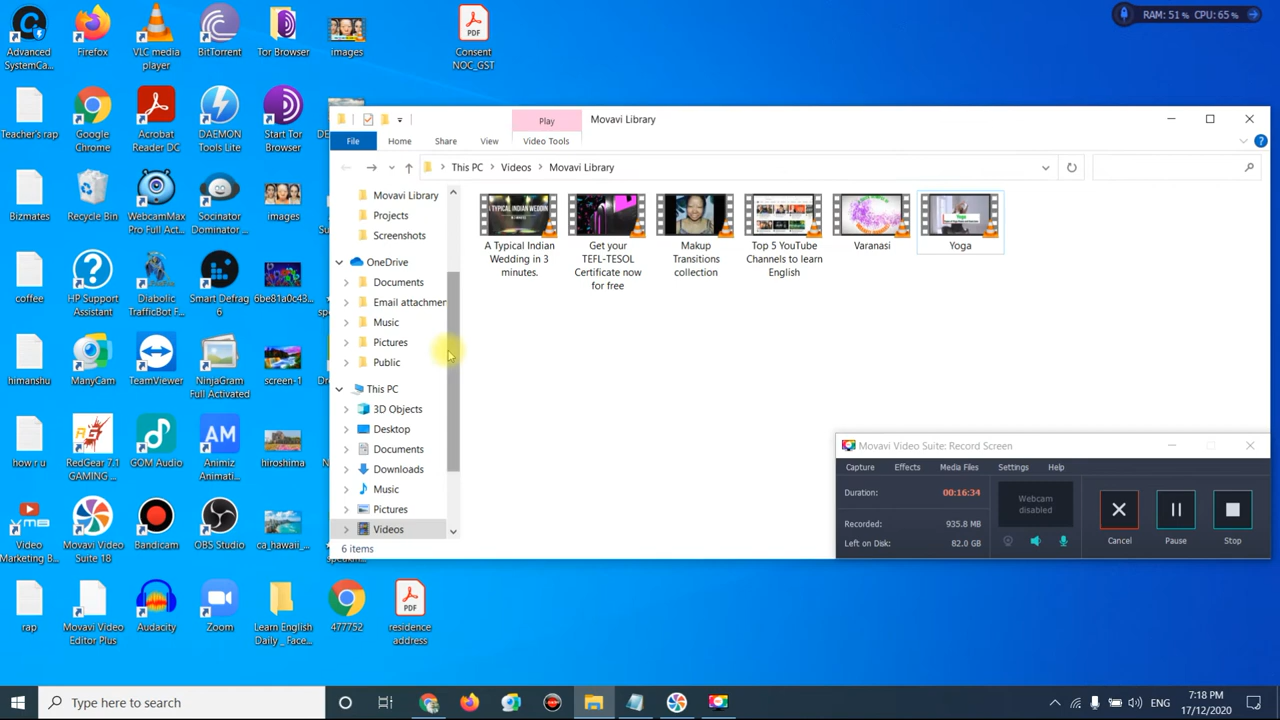 RAM: 51 % CPU: 65 %
Advanced
SystemCa...
Firefox
VLC media
player
BitTorrent
Tor Browser
images
PDF
Consent
NOC_GST
Teacher's rap
Google
Chrome
Acrobat
Reader DC
DAEMON
Tools Lite
Start Tor
Browser
Bizmates
Recycle Bin
WebcamMax
Pro Full Act...
Socinator
Dominator ...
images
coffee
HP Support
Assistant
Diabolic
TrafficBot F...
Smart Defrag
6
6be81a0c43...
himanshu
ManyCam
TeamViewer
NinjaGram
Full Activated
screen-1
how r u
RedGear 7.1
GAMING ...
GOM Audio
Animiz
Animati...
hiroshima
Video
Marketing B...
Movavi Video
Suite 18
Bandicam
OBS Studio
ca_hawaii_...
rap
Movavi Video
Editor Plus
Audacity
Zoom
Learn English
Daily _ Face...
477752
PDF
residence
address
Play
Movavi Library
File
Home
Share
View
Video Tools
This PC
Videos
Movavi Library
Movavi Library
Projects
Screenshots
OneDrive
Documents
Email attachmen
Music
Pictures
Public
This PC
3D Objects
Desktop
Documents
Downloads
Music
Pictures
Videos
6 items
A TYPICAL INDIAN WEDDIN
A Typical Indian
Wedding in 3
minutes.
Get your
TEFL-TESOL
Certificate now
for free
Makup
Transitions
collection
Top 5 YouTube
Channels to learn
English
Varanasi
Yoga
Yoga
Movavi Video Suite: Record Screen
Capture
Effects
Media Files
Settings
Help
Duration:
00:16:34
Recorded:
935.8 MB
Left on Disk:
82.0 GB
Webcam
disabled
Cancel
Pause
Stop
Type here to search
ENG
7:18 PM
17/12/2020